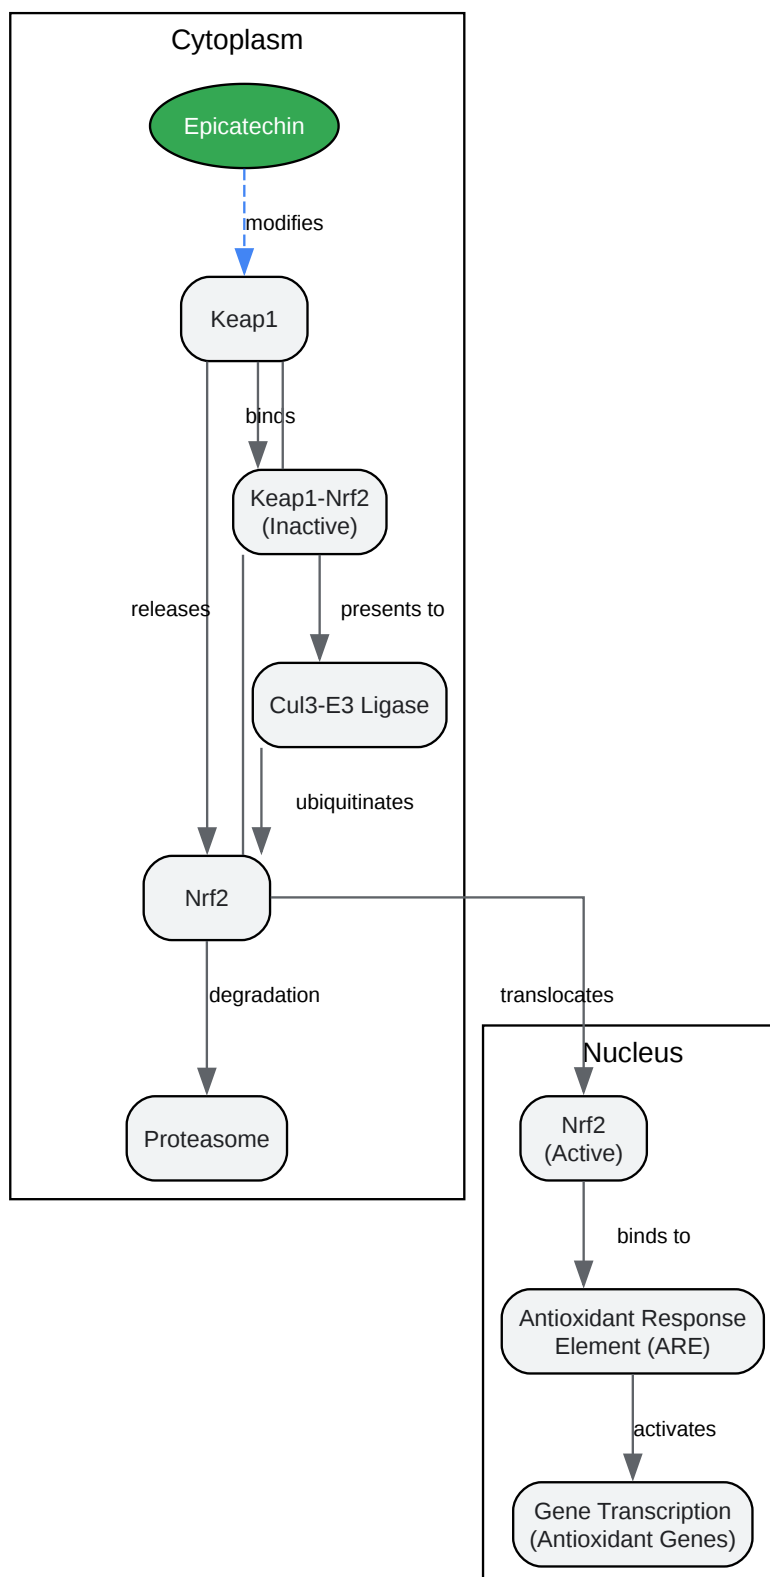 Cytoplasm
Epicatechin
modifies
Keap1
binds
Keap1-Nrf2
(Inactive)
releases
presents to
Cul3-E3 Ligase
ubiquitinates
Nrf2
degradation
translocates
Nucleus
Proteasome
Nrf2
(Active)
binds to
Antioxidant Response
Element (ARE)
activates
Gene Transcription
(Antioxidant Genes)